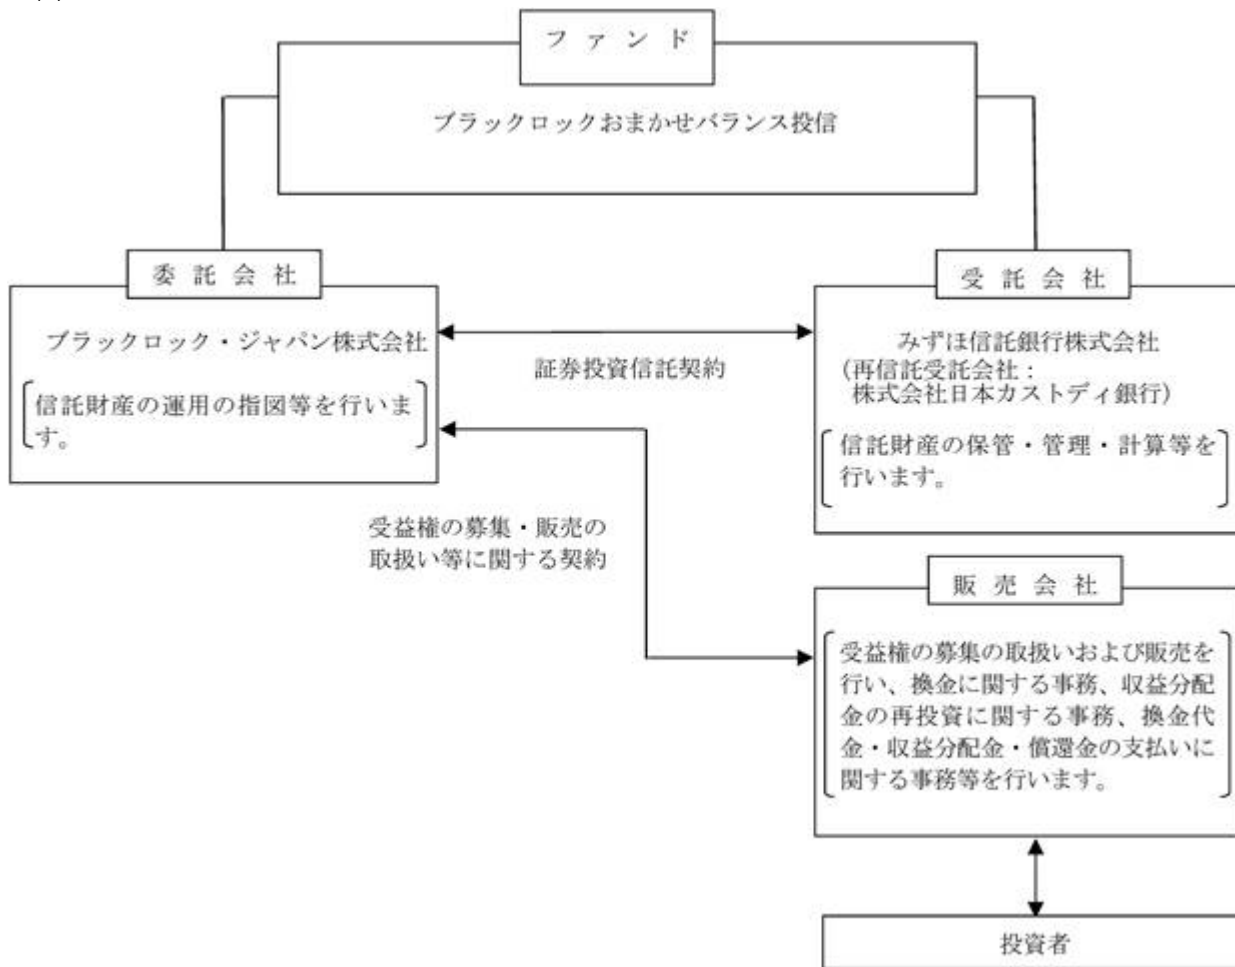 ファンド
ブラックロックおまかせバランス投信
委託会社
ブラックロック・ジャパン株式会社
信託財産の運用の指図等を行いま
す。
証券投資信託契約
受託会社
みずほ信託銀行株式会社
(再信託受託会社：
株式会社日本カストディ銀行)
信託財産の保管・管理・計算等を
行います。
受益権の募集・販売の
取扱い等に関する契約
販売会社
受益権の募集の取扱いおよび販売を
行い、換金に関する事務、収益分配
金の再投資に関する事務、換金代
金・収益分配金・償還金の支払いに
関する事務等を行います。
投資者